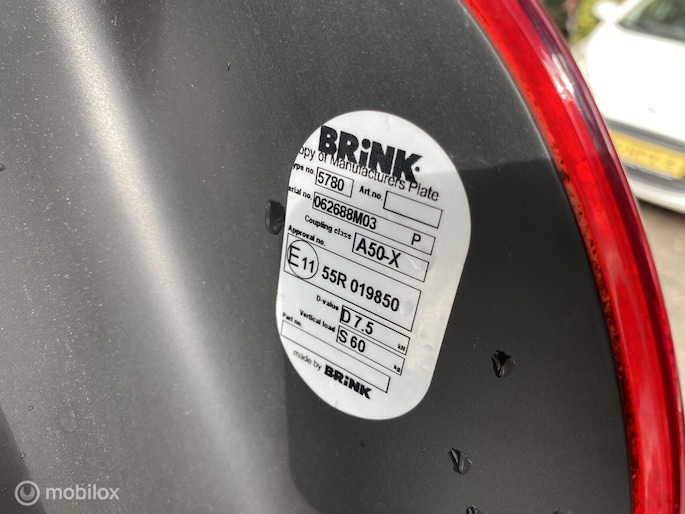 BRiNK.
opy of Manufacturers Plate
ype no. 5780 Art.no.
erial no. 062688M03 P
Coupling class A50-X
Approval no.
E11 55R 019850
D-value D 7.5 kN
Vertical load S 60 kg
Part no.
made by BRiNK
mobilox